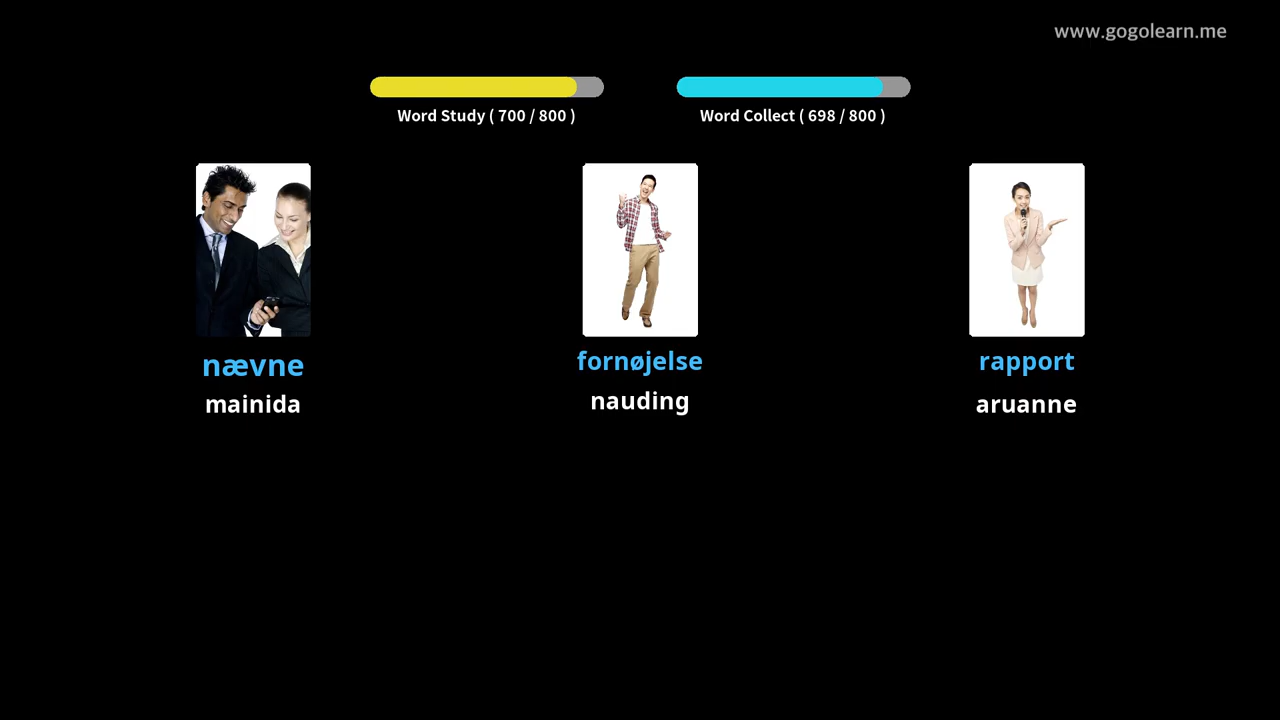 www.gogolearn.me
Word Study ( 700 / 800 )
Word Collect ( 698 / 800 )
nævne
fornøjelse
rapport
mainida
nauding
aruanne